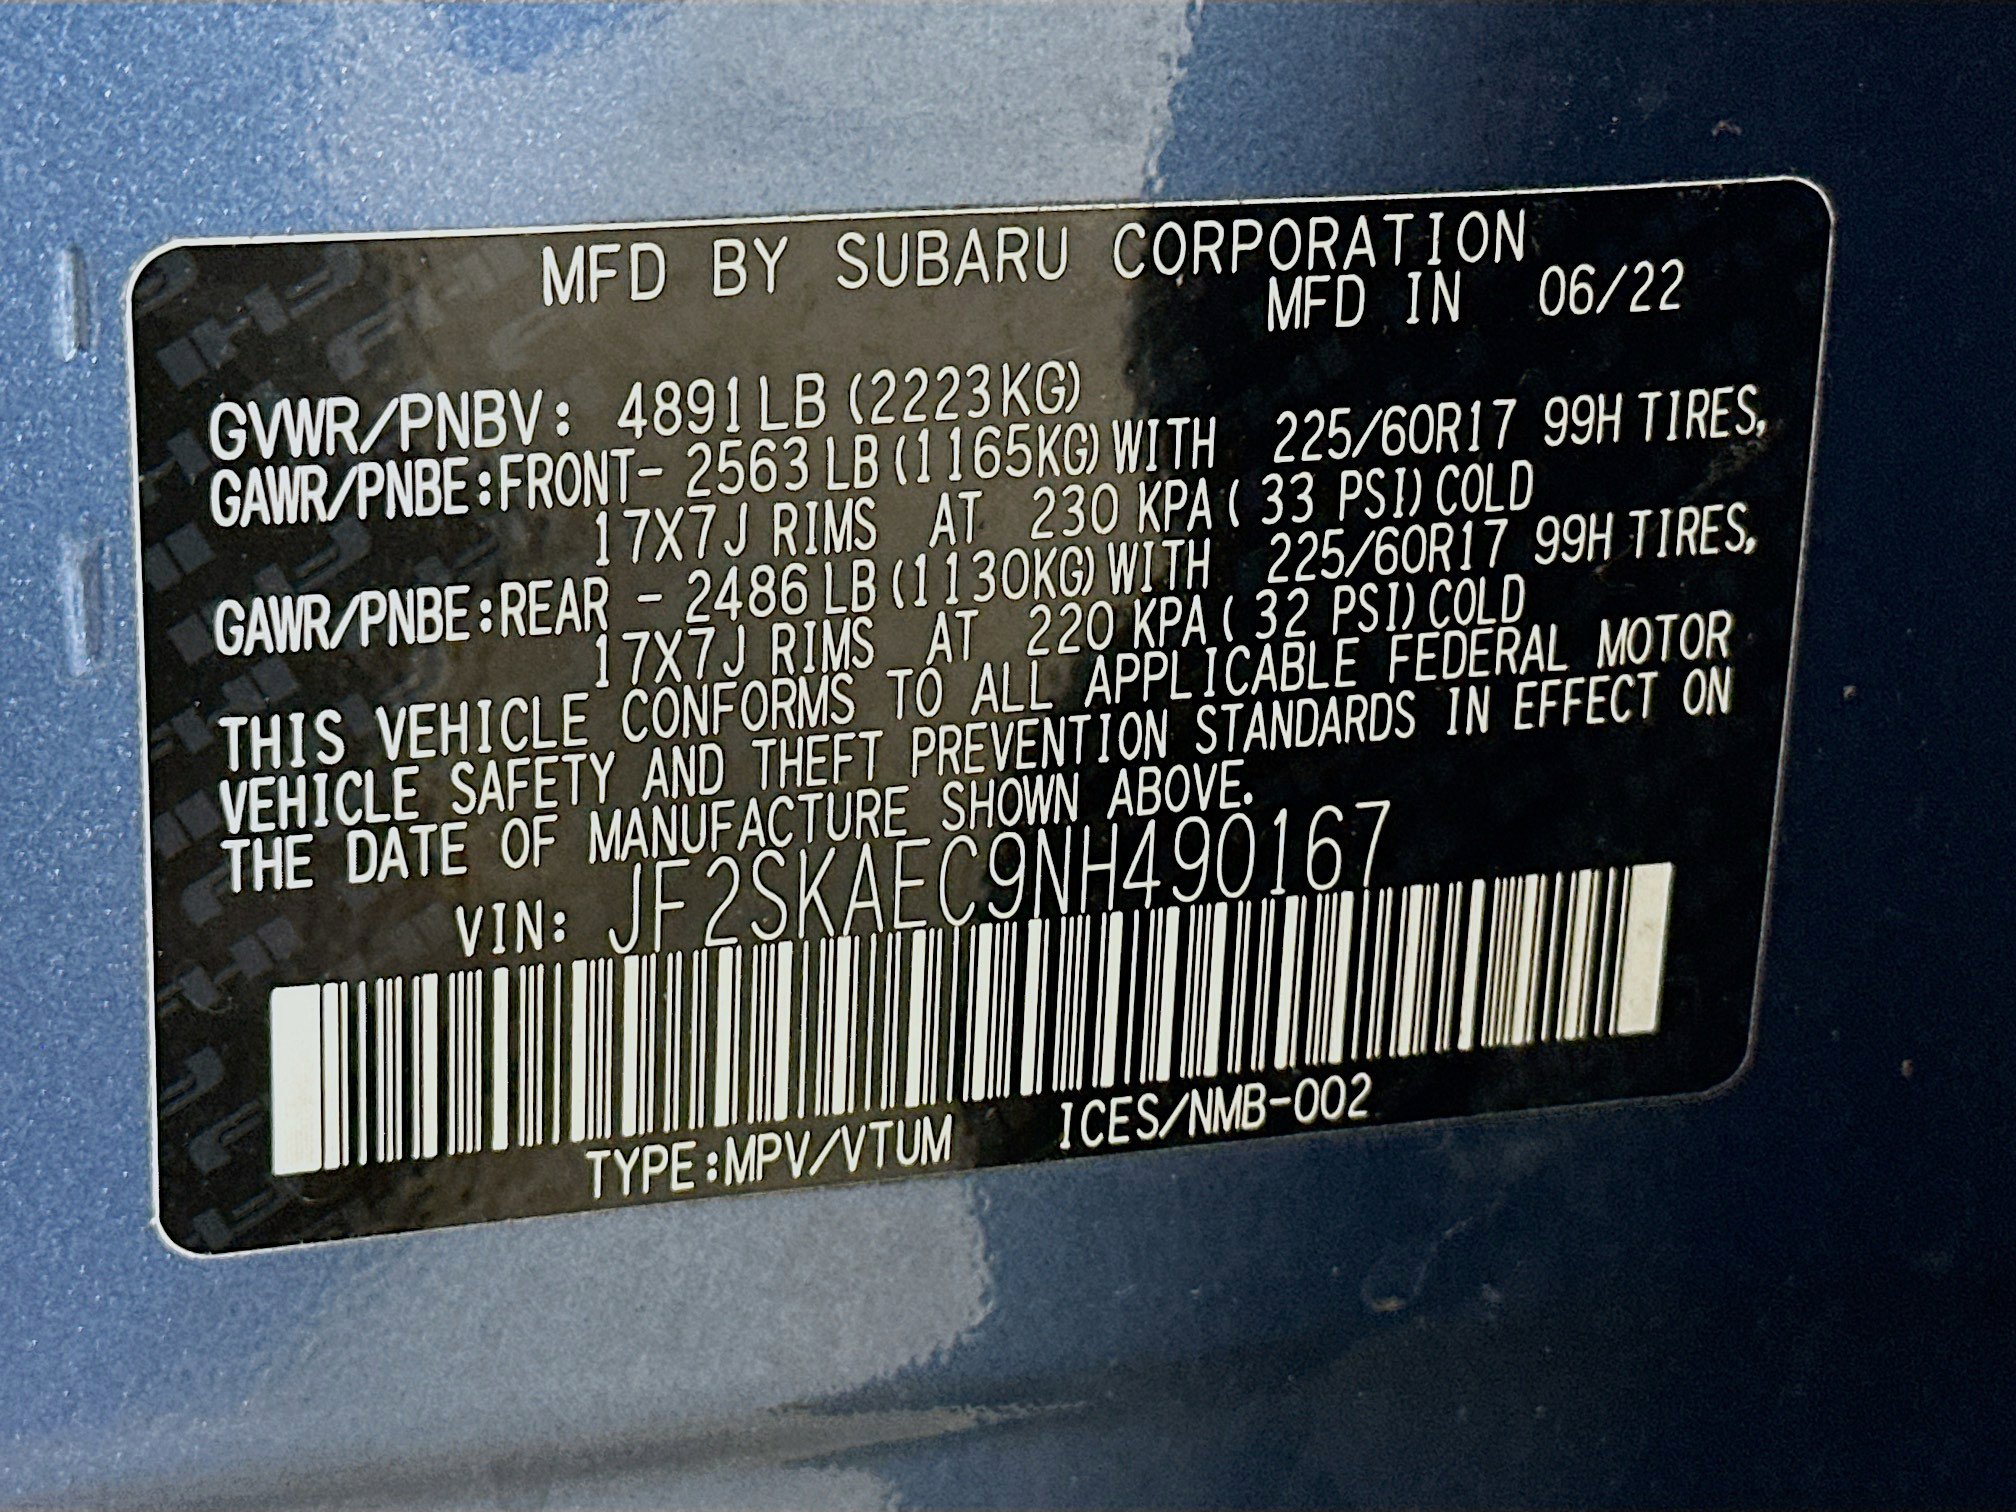 MFD BY SUBARU CORPORATION
MFD IN 06/22
GVWR/PNBV: 4891LB (2223KG)
GAWR/PNBE:FRONT- 2563 LB (1165KG) WITH 225/60R17 99H TIRES,
17X7J RIMS AT 230 KPA ( 33 PSI) COLD
GAWR/PNBE:REAR - 2486 LB (1130KG) WITH 225/60R17 99H TIRES,
17X7J RIMS AT 220 KPA ( 32 PSI) COLD
THIS VEHICLE CONFORMS TO ALL APPLICABLE FEDERAL MOTOR
VEHICLE SAFETY AND THEFT PREVENTION STANDARDS IN EFFECT ON
THE DATE OF MANUFACTURE SHOWN ABOVE.
VIN: JF2SKAEC9NH490167
TYPE:MPV/VTUM ICES/NMB-002